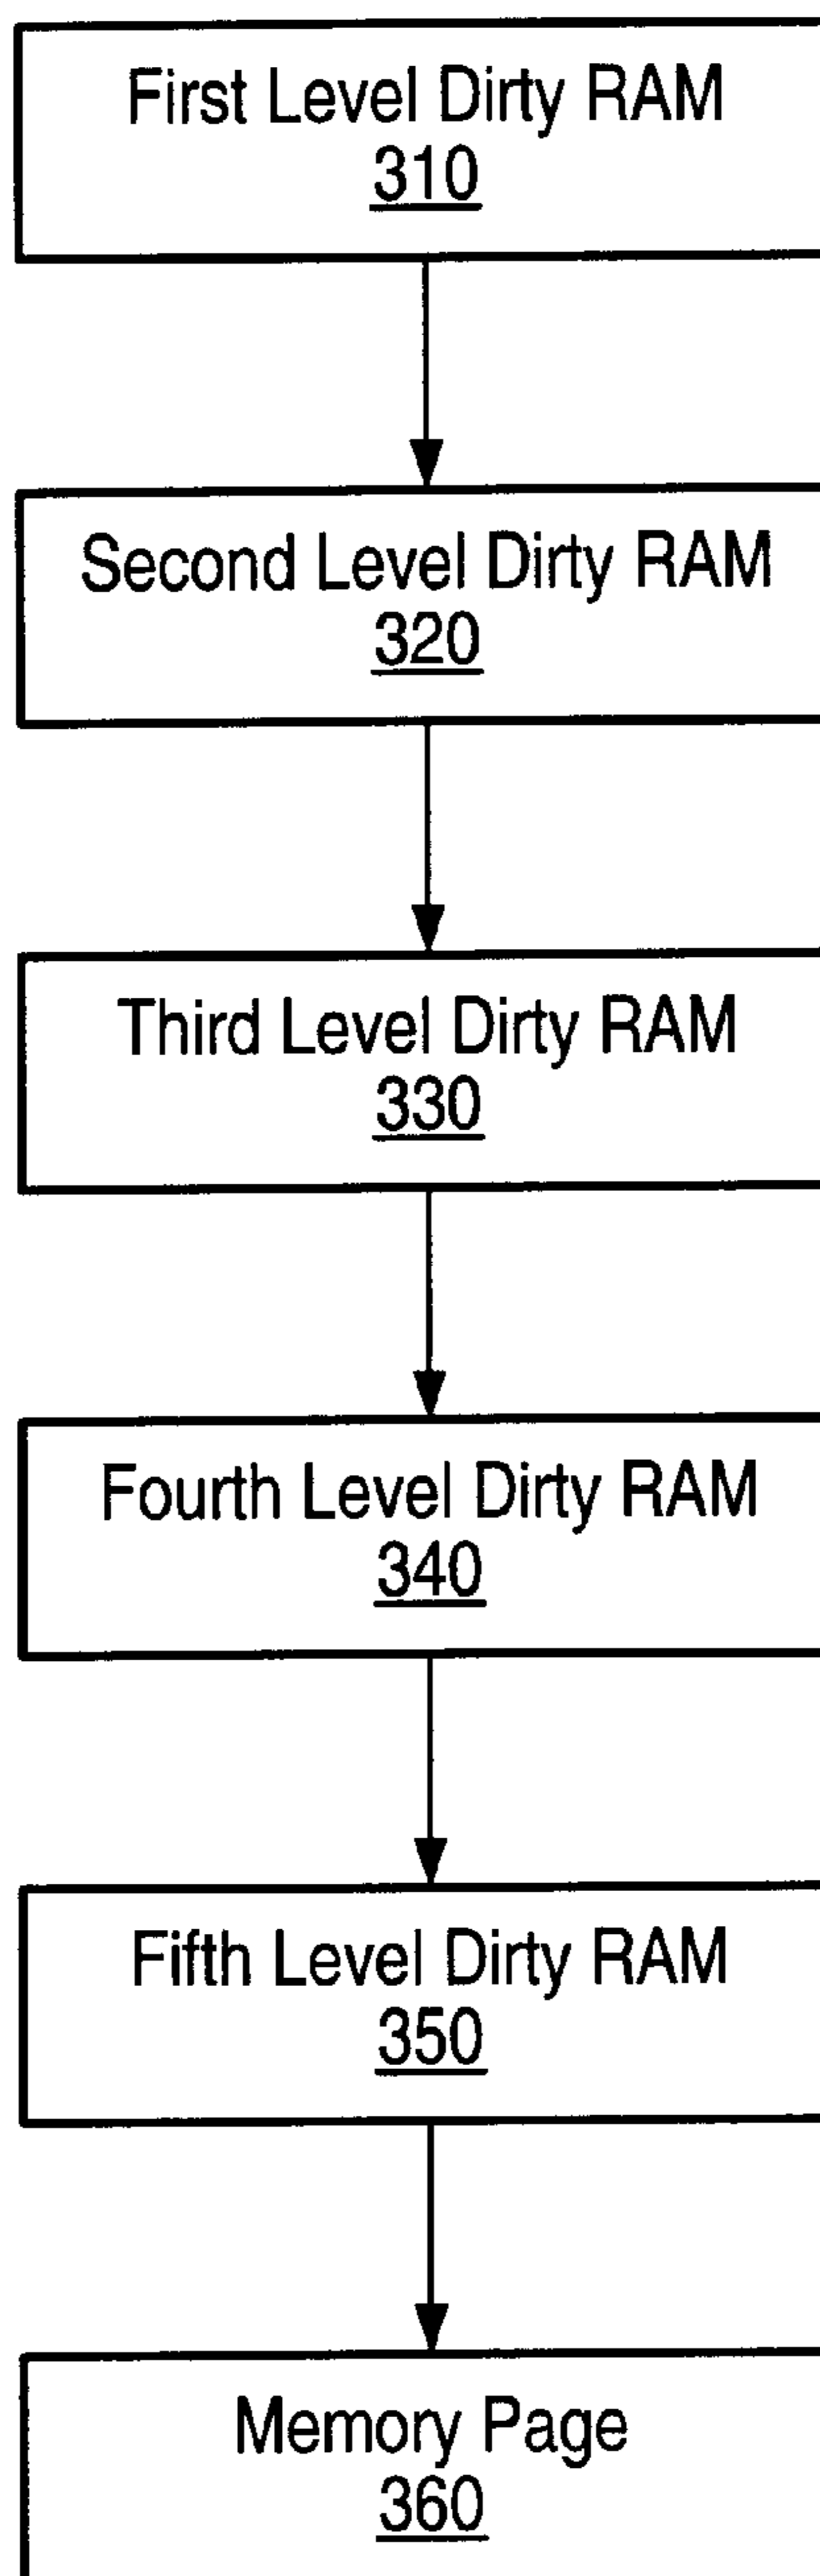 First Level Dirty RAM
310
Second Level Dirty RAM
320
Third Level Dirty RAM
330
Fourth Level Dirty RAM
340
Fifth Level Dirty RAM
350
Memory Page
360